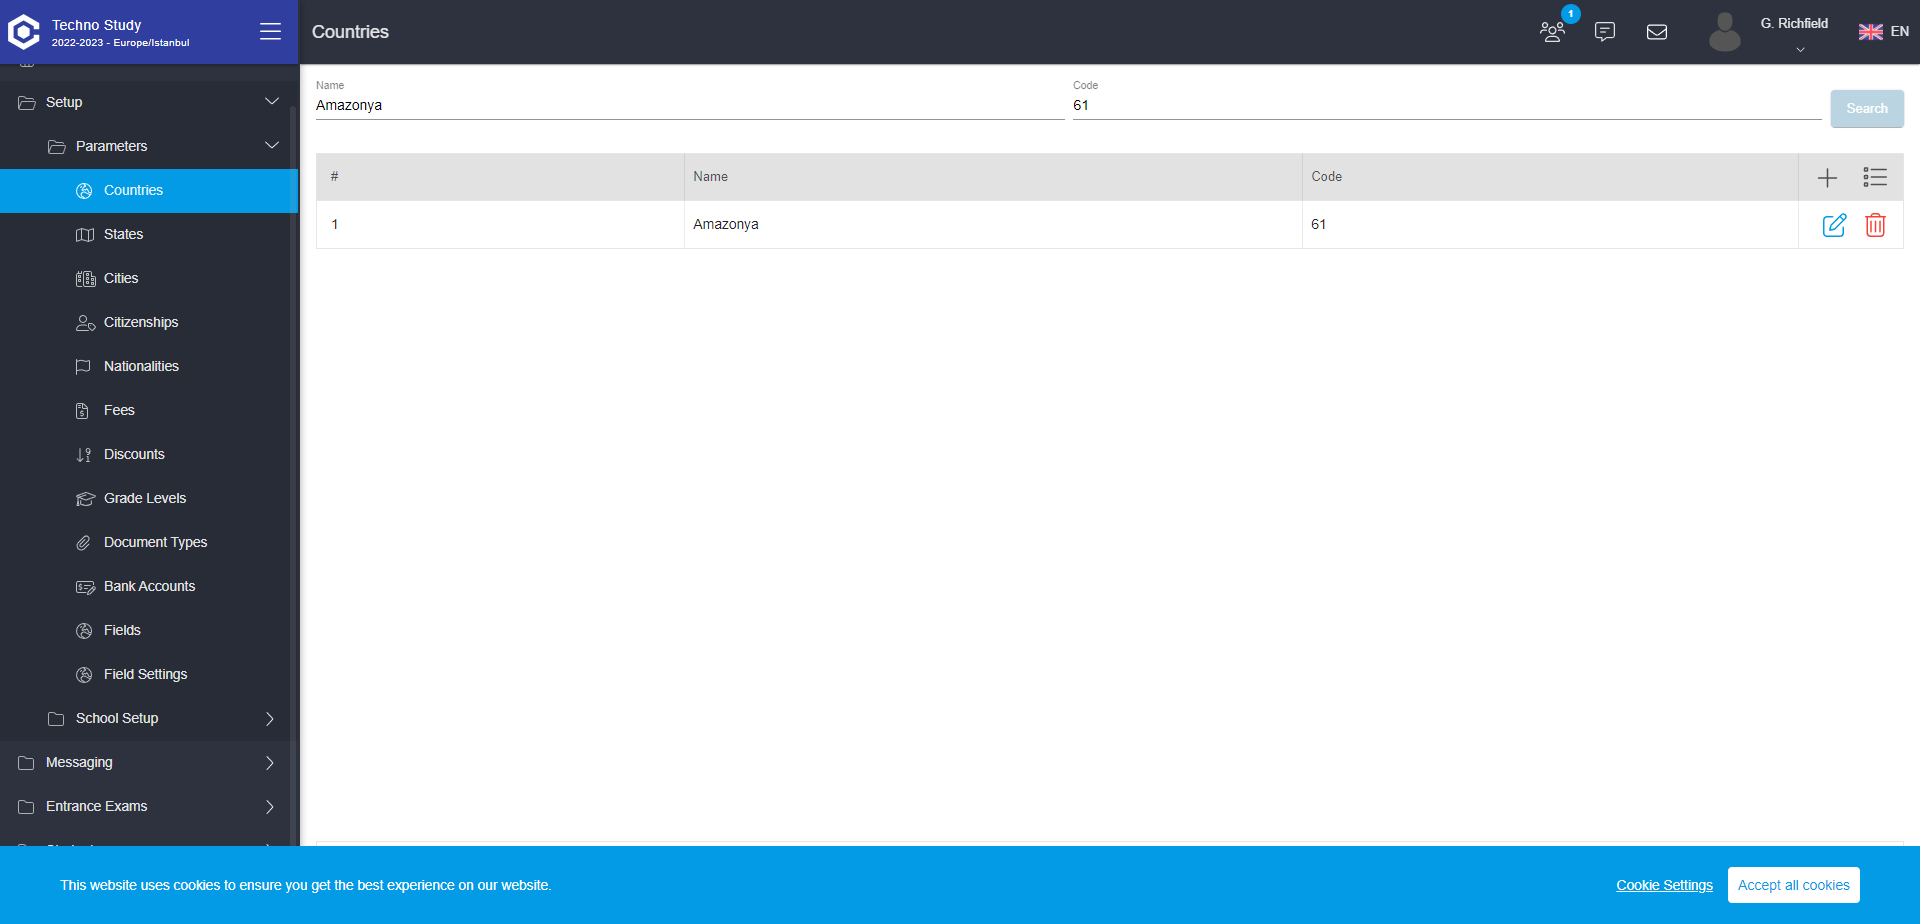 Techno Study
2022-2023 - Europe/Istanbul
Countries
1
G. Richfield
EN
Setup
Parameters
Countries
States
Cities
Citizenships
Nationalities
Fees
Discounts
Grade Levels
Document Types
Bank Accounts
Fields
Field Settings
School Setup
Messaging
Entrance Exams
Name
Amazonya
Code
61
Search
# Name Code
1 Amazonya 61
This website uses cookies to ensure you get the best experience on our website.
Cookie Settings
Accept all cookies